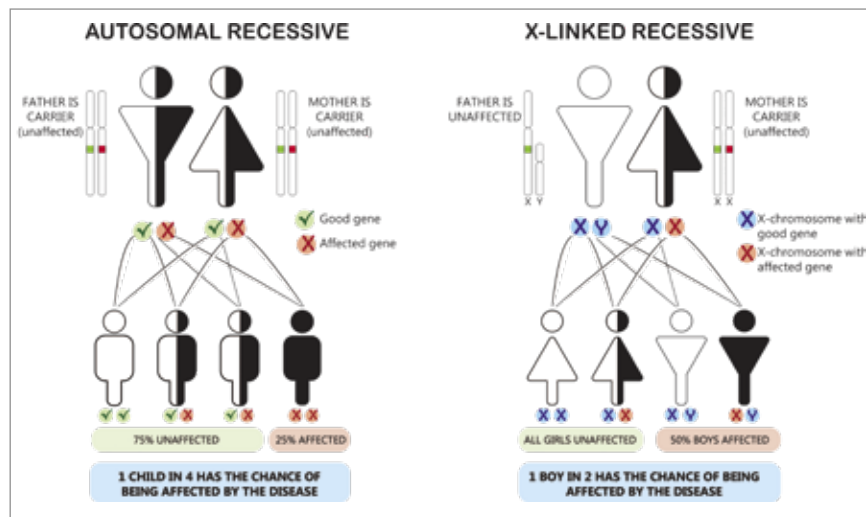 AUTOSOMAL RECESSIVE
FATHER IS
CARRIER
(unaffected)
MOTHER IS
CARRIER
(unaffected)
Good gene
Affected gene
75% UNAFFECTED
25% AFFECTED
1 CHILD IN 4 HAS THE CHANCE OF
BEING AFFECTED BY THE DISEASE
X-LINKED RECESSIVE
FATHER IS
UNAFFECTED
X Y
MOTHER IS
CARRIER
(unaffected)
X X
X Y
X X
X-chromosome with
good gene
X-chromosome with
affected gene
X X
X X
X Y
X Y
ALL GIRLS UNAFFECTED
50% BOYS AFFECTED
1 BOY IN 2 HAS THE CHANCE OF BEING
AFFECTED BY THE DISEASE